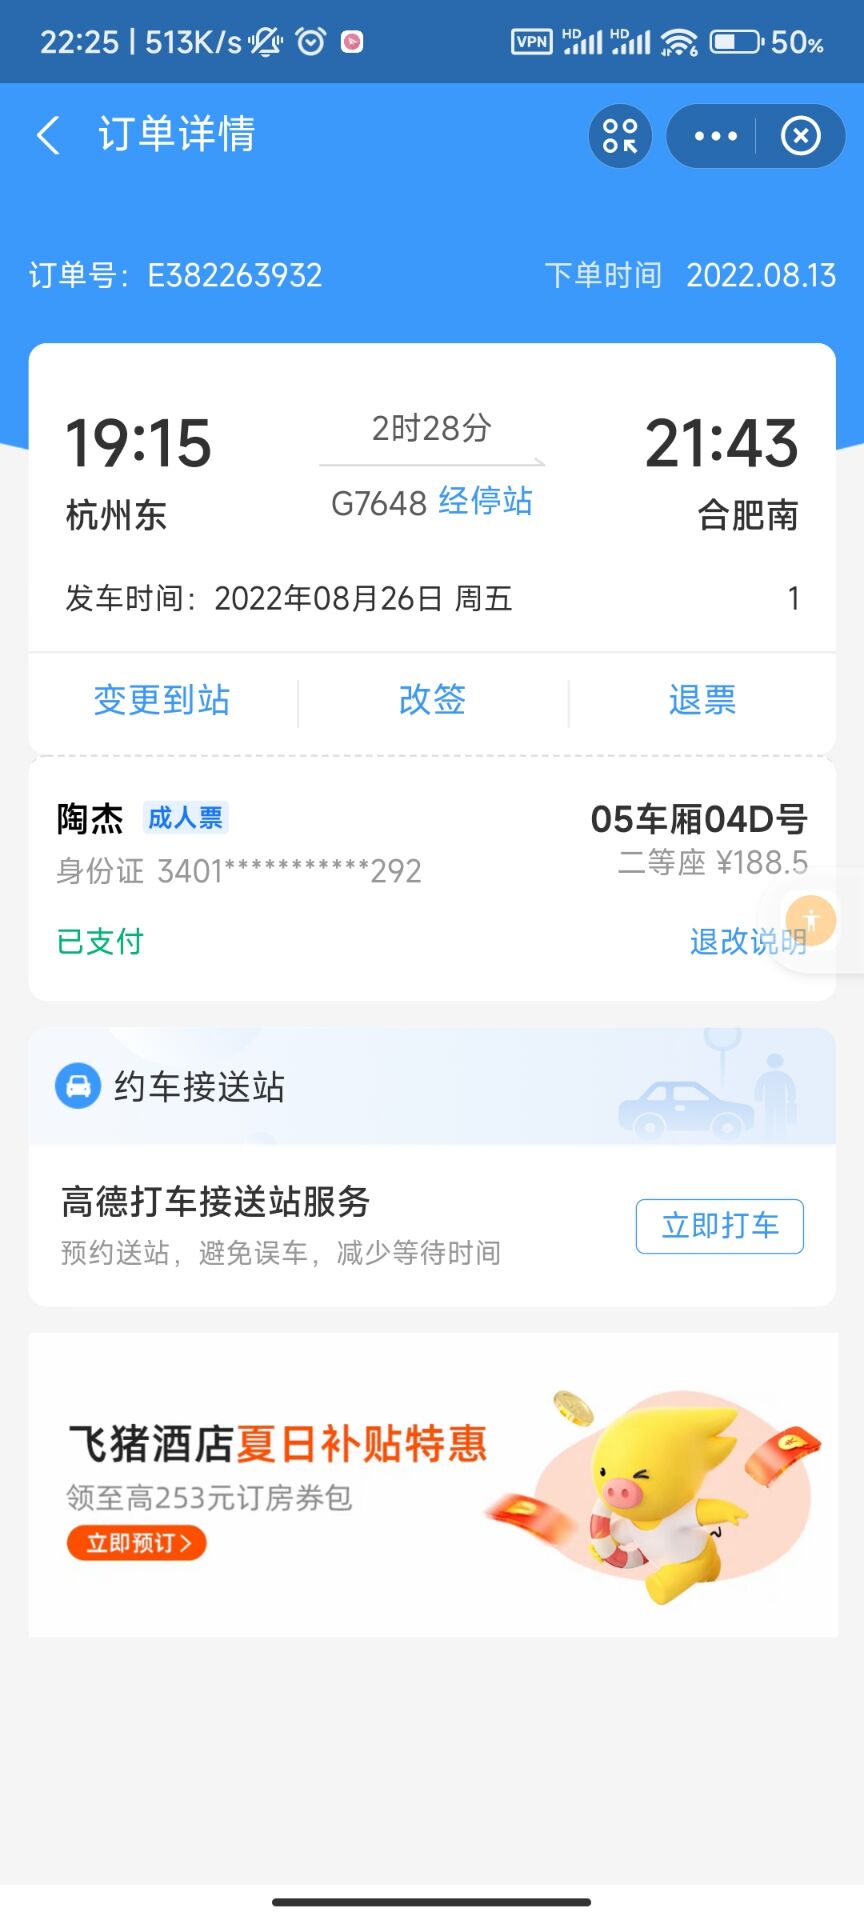 22:25 | 513K/s VPN HD HD 6 50%
订单详情
订单号：E382263932 下单时间 2022.08.13
2时28分
19:15 21:43
G7648 经停站
杭州东 合肥南
发车时间：2022年08月26日 周五 1
变更到站 改签 退票
陶杰 成人票 05车厢04D号
身份证 3401***********292 二等座 ¥188.5
已支付 退改说明
约车接送站
高德打车接送站服务
预约送站，避免误车，减少等待时间 立即打车
飞猪酒店夏日补贴特惠
领至高253元订房券包
立即预订>